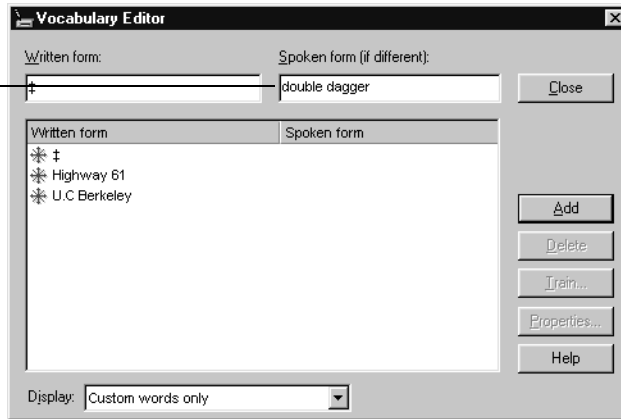 Vocabulary Editor
Written form:
Spoken form (if different):
‡
double dagger
Close
Written form
Spoken form
‡
Highway 61
U.C Berkeley
Add
Delete
Train...
Properties...
Help
Display:
Custom words only